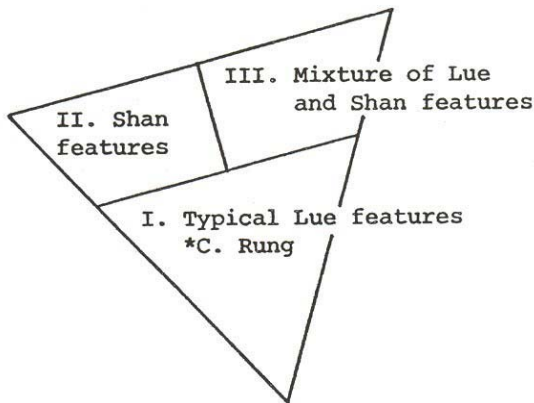 III. Mixture of Lue
and Shan features
II. Shan
features
I. Typical Lue features
*C. Rung